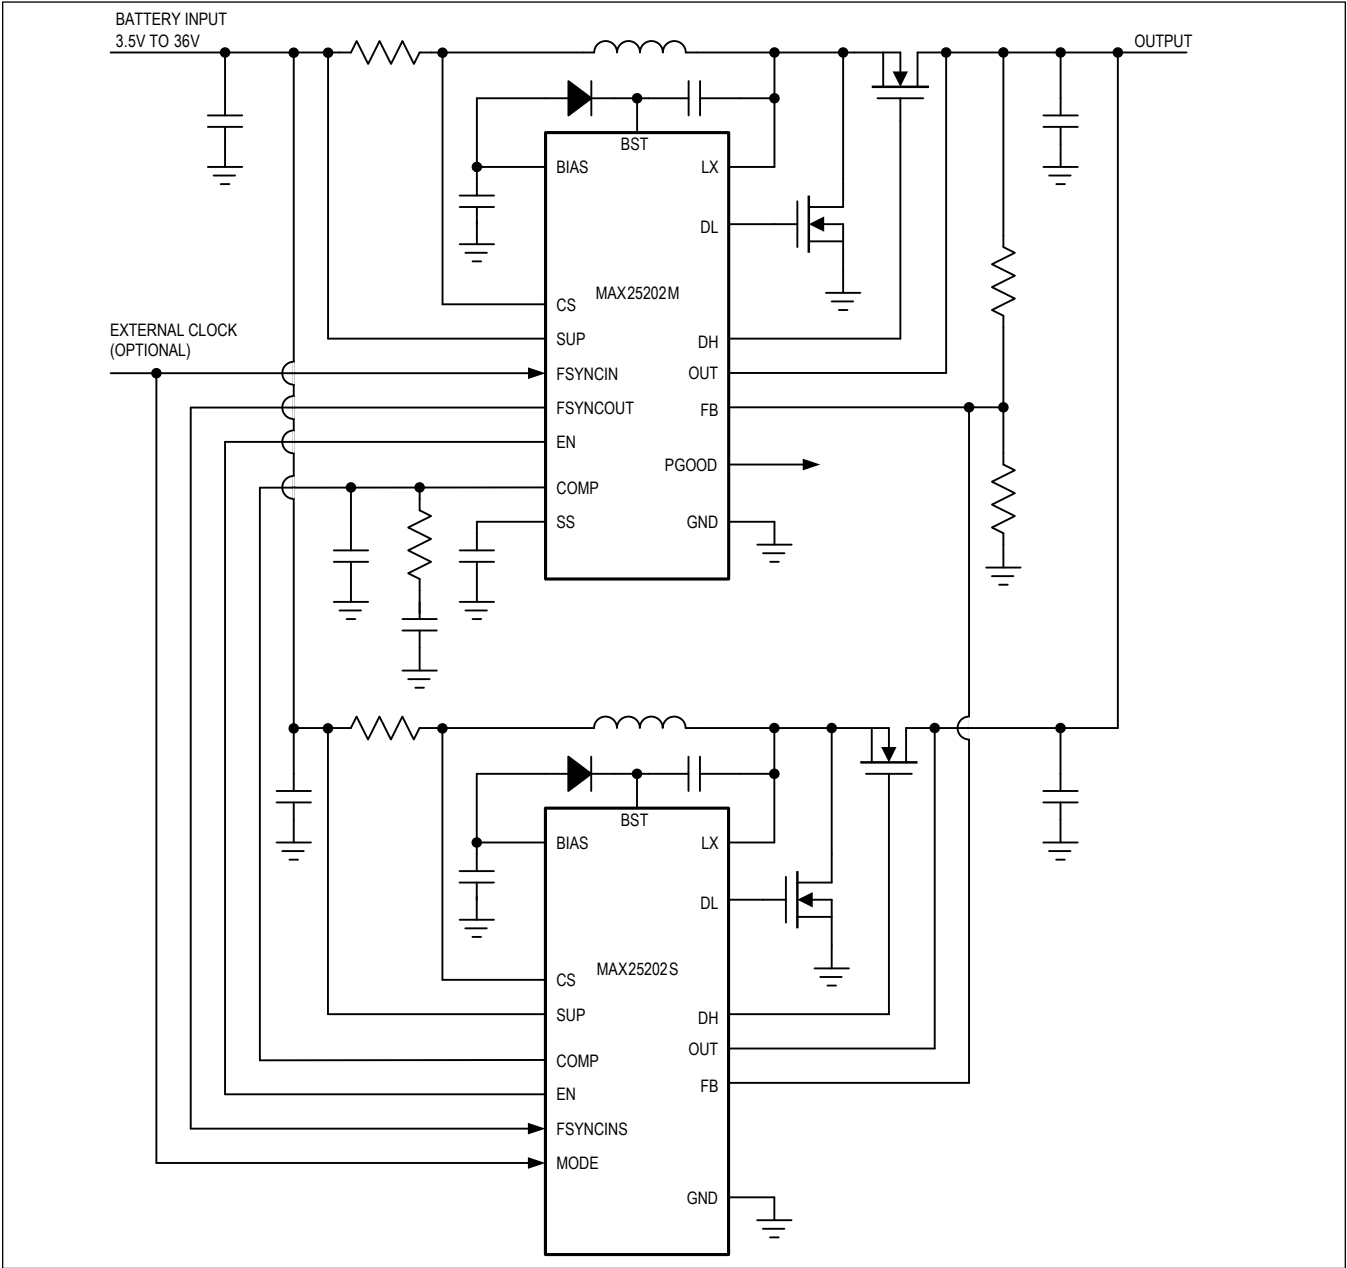 BATTERY INPUT
3.5V TO 36V
OUTPUT
BST
BIAS
LX
DL
MAX25202M
CS
SUP
DH
EXTERNAL CLOCK
(OPTIONAL)
FSYNCIN
OUT
FSYNCOUT
FB
EN
PGOOD
COMP
SS
GND
BST
BIAS
LX
DL
MAX25202S
CS
SUP
DH
OUT
COMP
FB
EN
FSYNCINS
MODE
GND